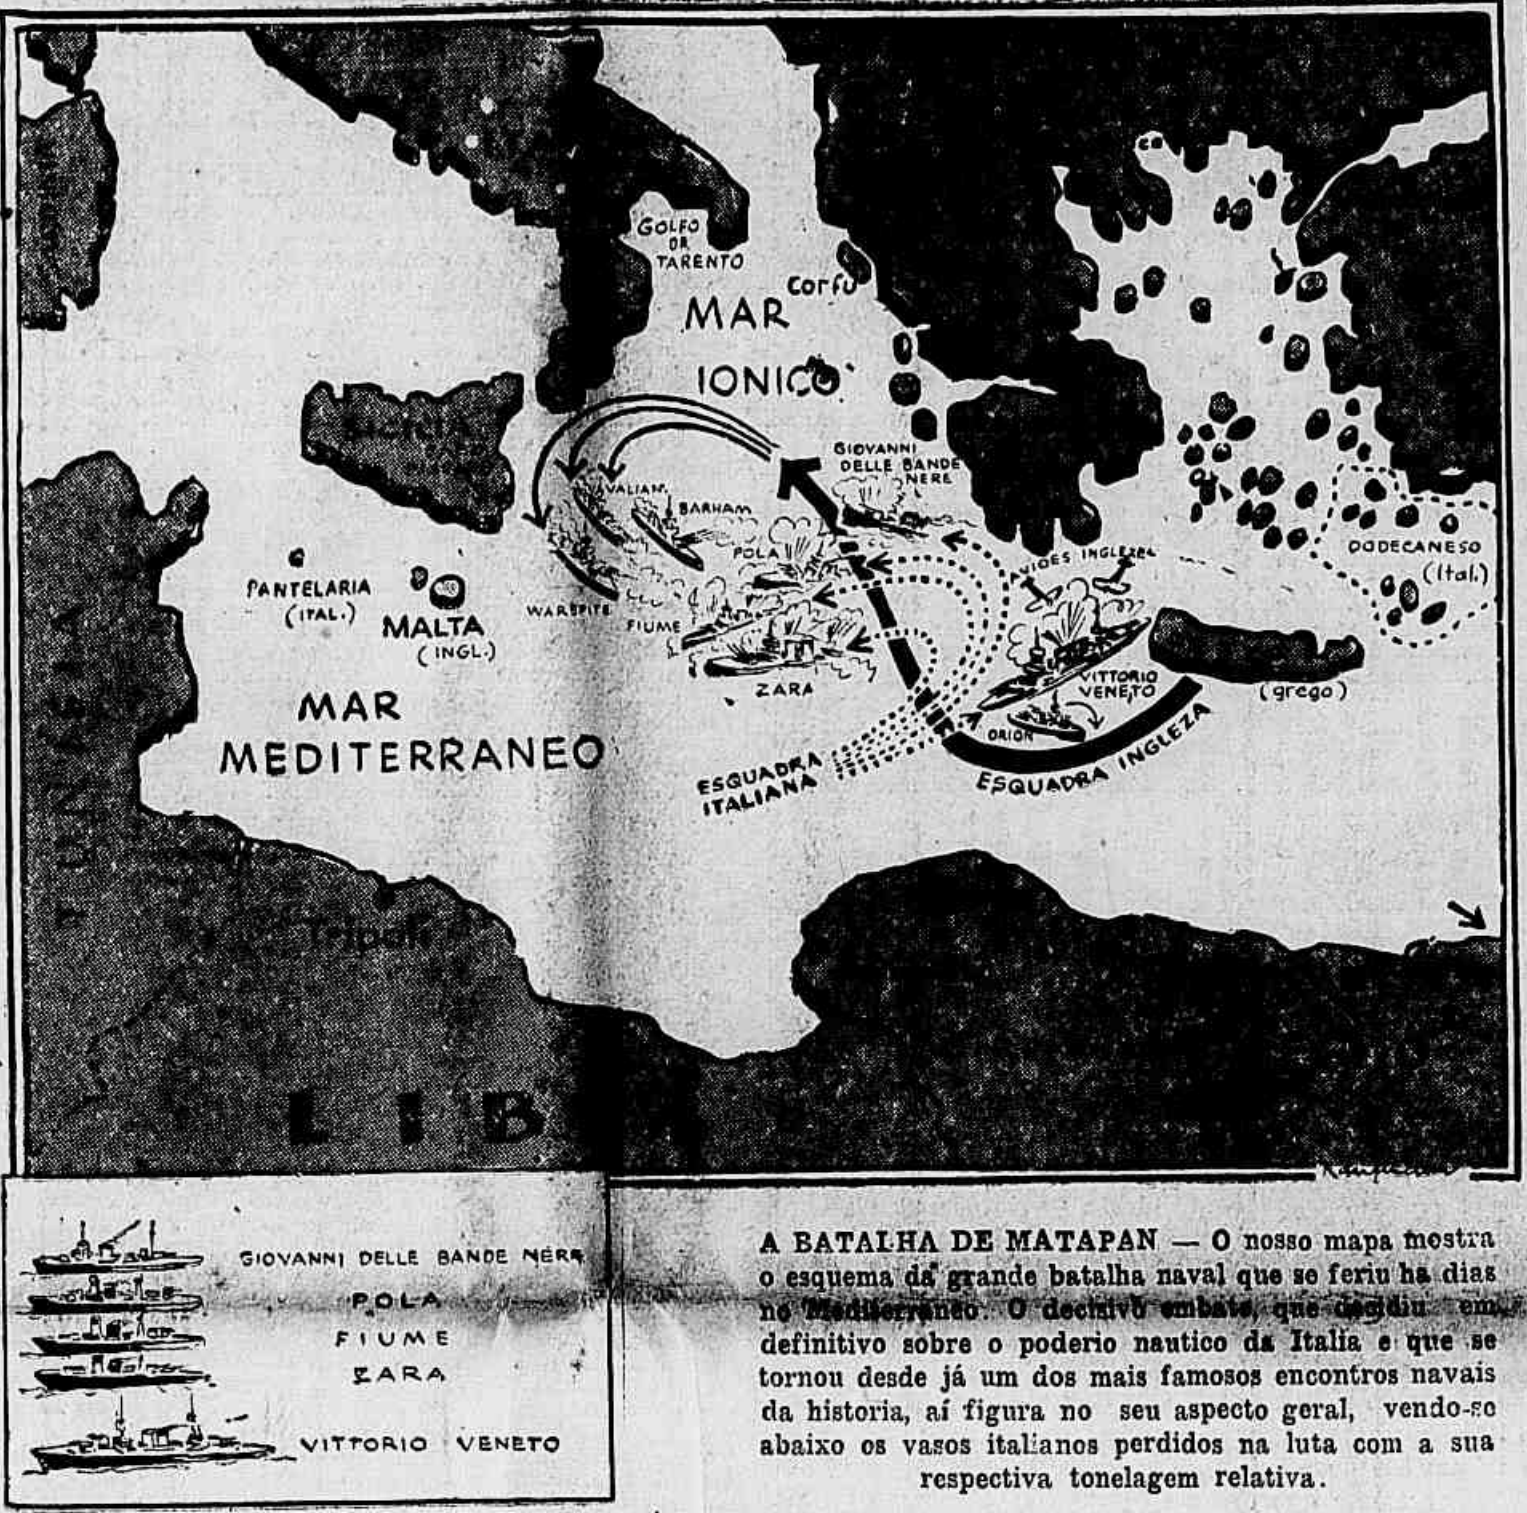 GOLFO
DE
TARENTO
Corfu
MAR
IONICO
GIOVANNI
DELLE BANDE
NERE
VALIAN
BARHAM
POLA
WARSPITE
FIUME
ZARA
AVIOES INGLEZES
VITTORIO
VENETO
ORION
ESQUADRA INGLEZA
ESQUADRA
ITALIANA
(grego)
DODECANESO
(Ital.)
SICILIA
PANTELARIA
(ITAL.)
MALTA
(INGL.)
MAR
MEDITERRANEO
Tripoli
LIB
GIOVANNI DELLE BANDE NERE
POLA
FIUME
ZARA
VITTORIO VENETO
A BATALHA DE MATAPAN — O nosso mapa mostra
o esquema da grande batalha naval que se feriu ha dias
no Mediterraneo. O decisivo embate, que decidiu em
definitivo sobre o poderio nautico da Italia e que se
tornou desde já um dos mais famosos encontros navais
da historia, aí figura no seu aspecto geral, vendo-se
abaixo os vasos italianos perdidos na luta com a sua
respectiva tonelagem relativa.